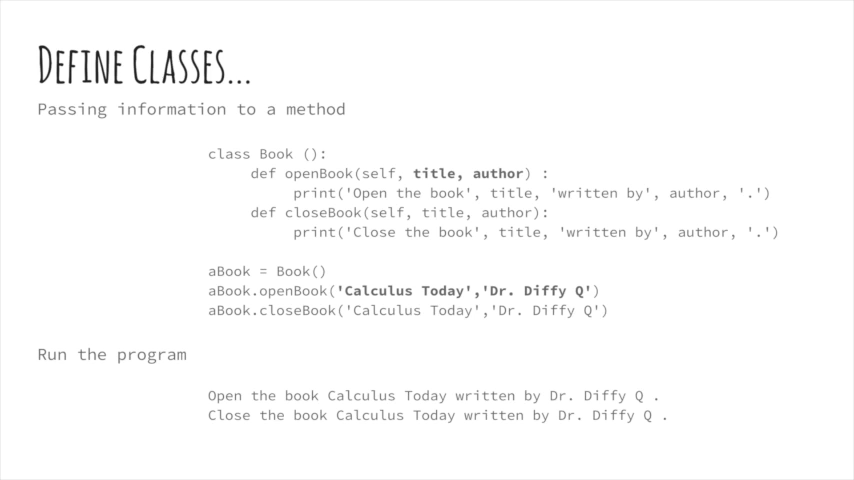 DEFINE CLASSES...
Passing information to a method
class Book ():
def openBook(self, title, author) :
print('Open the book', title, 'written by', author, '.')
def closeBook(self, title, author):
print('Close the book', title, 'written by', author, '.')
aBook = Book()
aBook.openBook('Calculus Today','Dr. Diffy Q')
aBook.closeBook('Calculus Today','Dr. Diffy Q')
Run the program
Open the book Calculus Today written by Dr. Diffy Q .
Close the book Calculus Today written by Dr. Diffy Q .